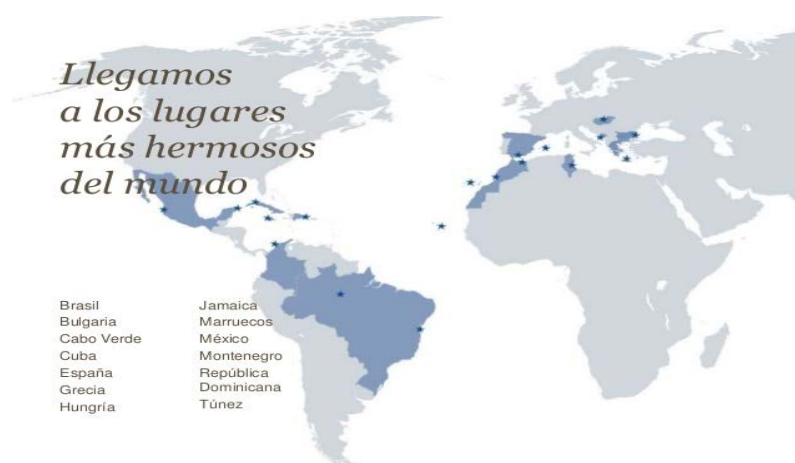 Llegamos
a los lugares
más hermosos
del mundo
Brasil
Bulgaria
Cabo Verde
Cuba
España
Grecia
Hungría
Jamaica
Marruecos
México
Montenegro
República
Dominicana
Túnez